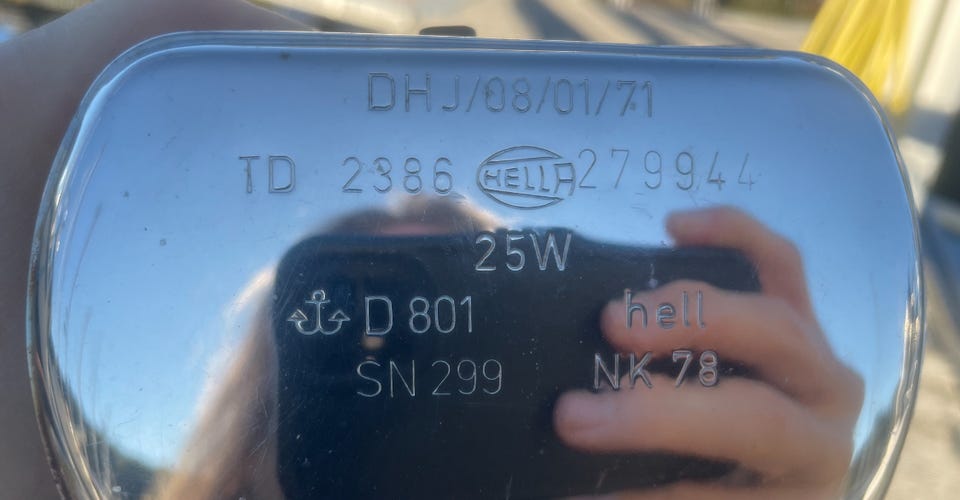 DHJ/08/01/71
TD 2386 HELLA 279944
25W
D 801 hell
SN 299 NK 78